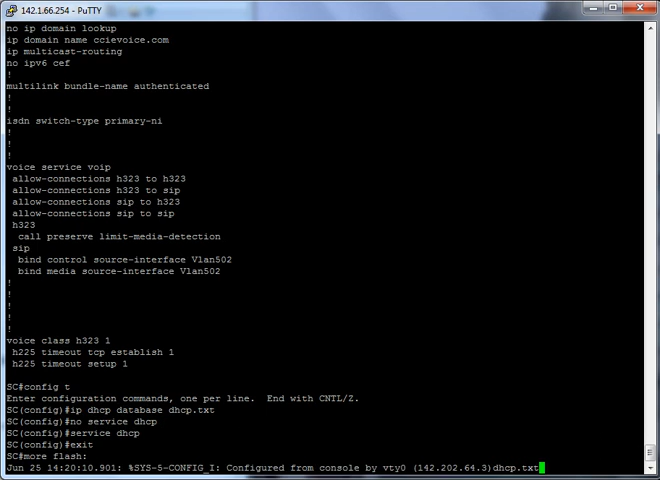 142.1.66.254 - PuTTY
no ip domain lookup
ip domain name ccievoice.com
ip multicast-routing
no ipv6 cef
!
multilink bundle-name authenticated
!
!
isdn switch-type primary-ni
!
!
!
voice service voip
 allow-connections h323 to h323
 allow-connections h323 to sip
 allow-connections sip to h323
 allow-connections sip to sip
 h323
  call preserve limit-media-detection
 sip
  bind control source-interface Vlan502
  bind media source-interface Vlan502
!
!
!
!
!
voice class h323 1
 h225 timeout tcp establish 1
 h225 timeout setup 1

SC#config t
Enter configuration commands, one per line.  End with CNTL/Z.
SC(config)#ip dhcp database dhcp.txt
SC(config)#no service dhcp
SC(config)#service dhcp
SC(config)#exit
SC#more flash:
Jun 25 14:20:10.901: %SYS-5-CONFIG_I: Configured from console by vty0 (142.202.64.3)dhcp.txt